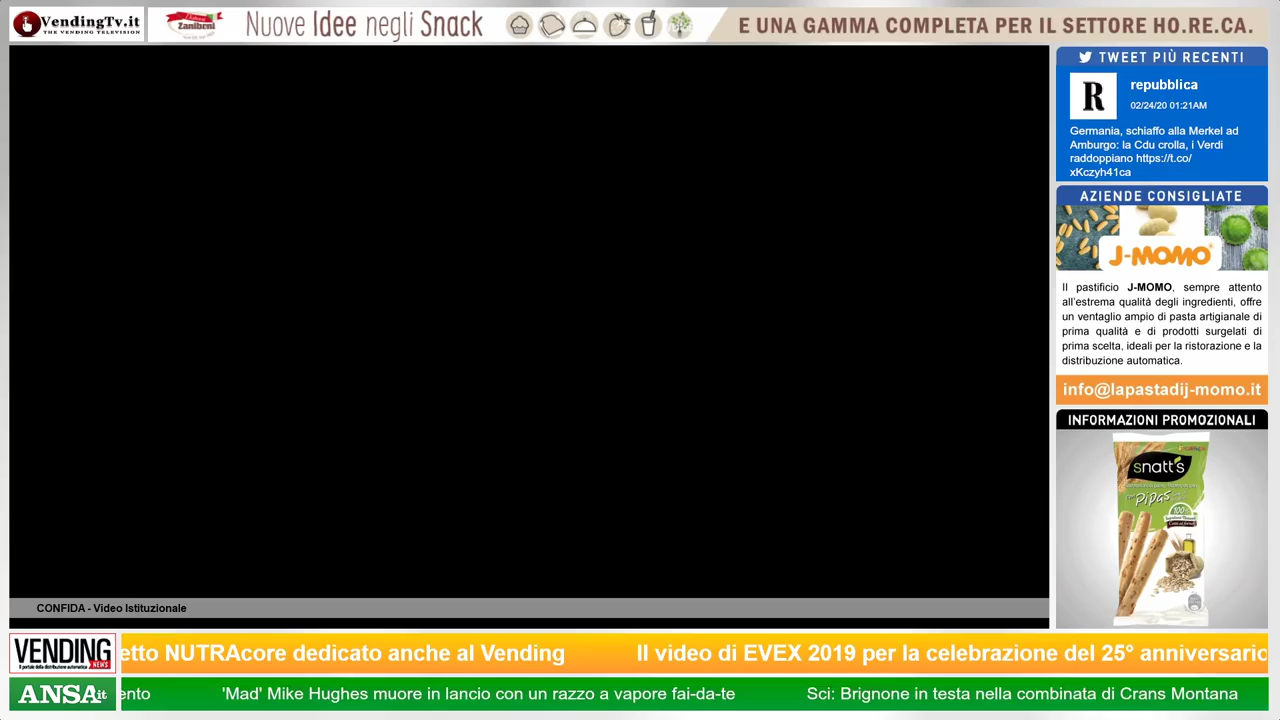 VendingTv.it
THE VENDING TELEVISION
Zaniboni
Nuove Idee negli Snack
E UNA GAMMA COMPLETA PER IL SETTORE HO.RE.CA.
TWEET PIÙ RECENTI
R
repubblica
02/24/20 01:21AM
Germania, schiaffo alla Merkel ad
Amburgo: la Cdu crolla, i Verdi
raddoppiano https://t.co/
xKczyh41ca
AZIENDE CONSIGLIATE
J-MOMO
Il pastificio J-MOMO, sempre attento
all'estrema qualità degli ingredienti, offre
un ventaglio ampio di pasta artigianale di
prima qualità e di prodotti surgelati di
prima scelta, ideali per la ristorazione e la
distribuzione automatica.
info@lapastadij-momo.it
INFORMAZIONI PROMOZIONALI
snatt's
pipas
100%
CONFIDA - Video Istituzionale
VENDING
NEWS
Il portale della distribuzione automatica
etto NUTRAcore dedicato anche al Vending
Il video di EVEX 2019 per la celebrazione del 25° anniversario
ANSA.it
ento
'Mad' Mike Hughes muore in lancio con un razzo a vapore fai-da-te
Sci: Brignone in testa nella combinata di Crans Montana